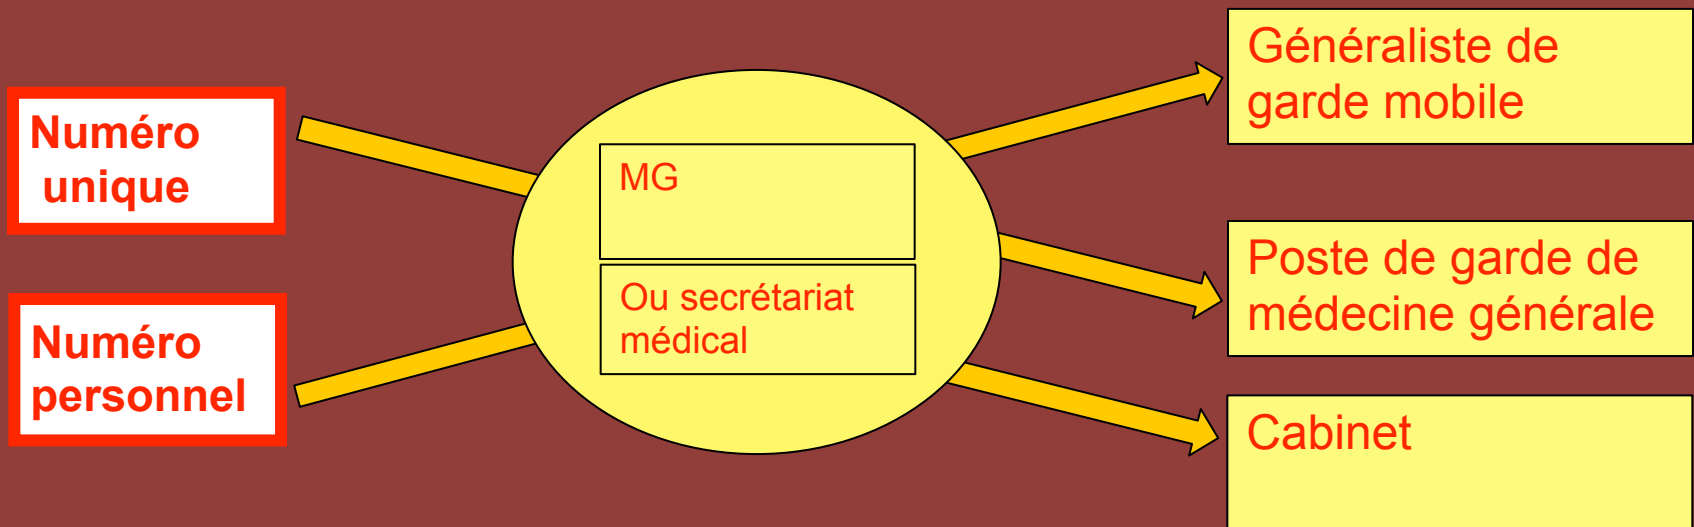 Numéro
unique
Numéro
personnel
MG
Ou secrétariat
médical
Généraliste de
garde mobile
Poste de garde de
médecine générale
Cabinet